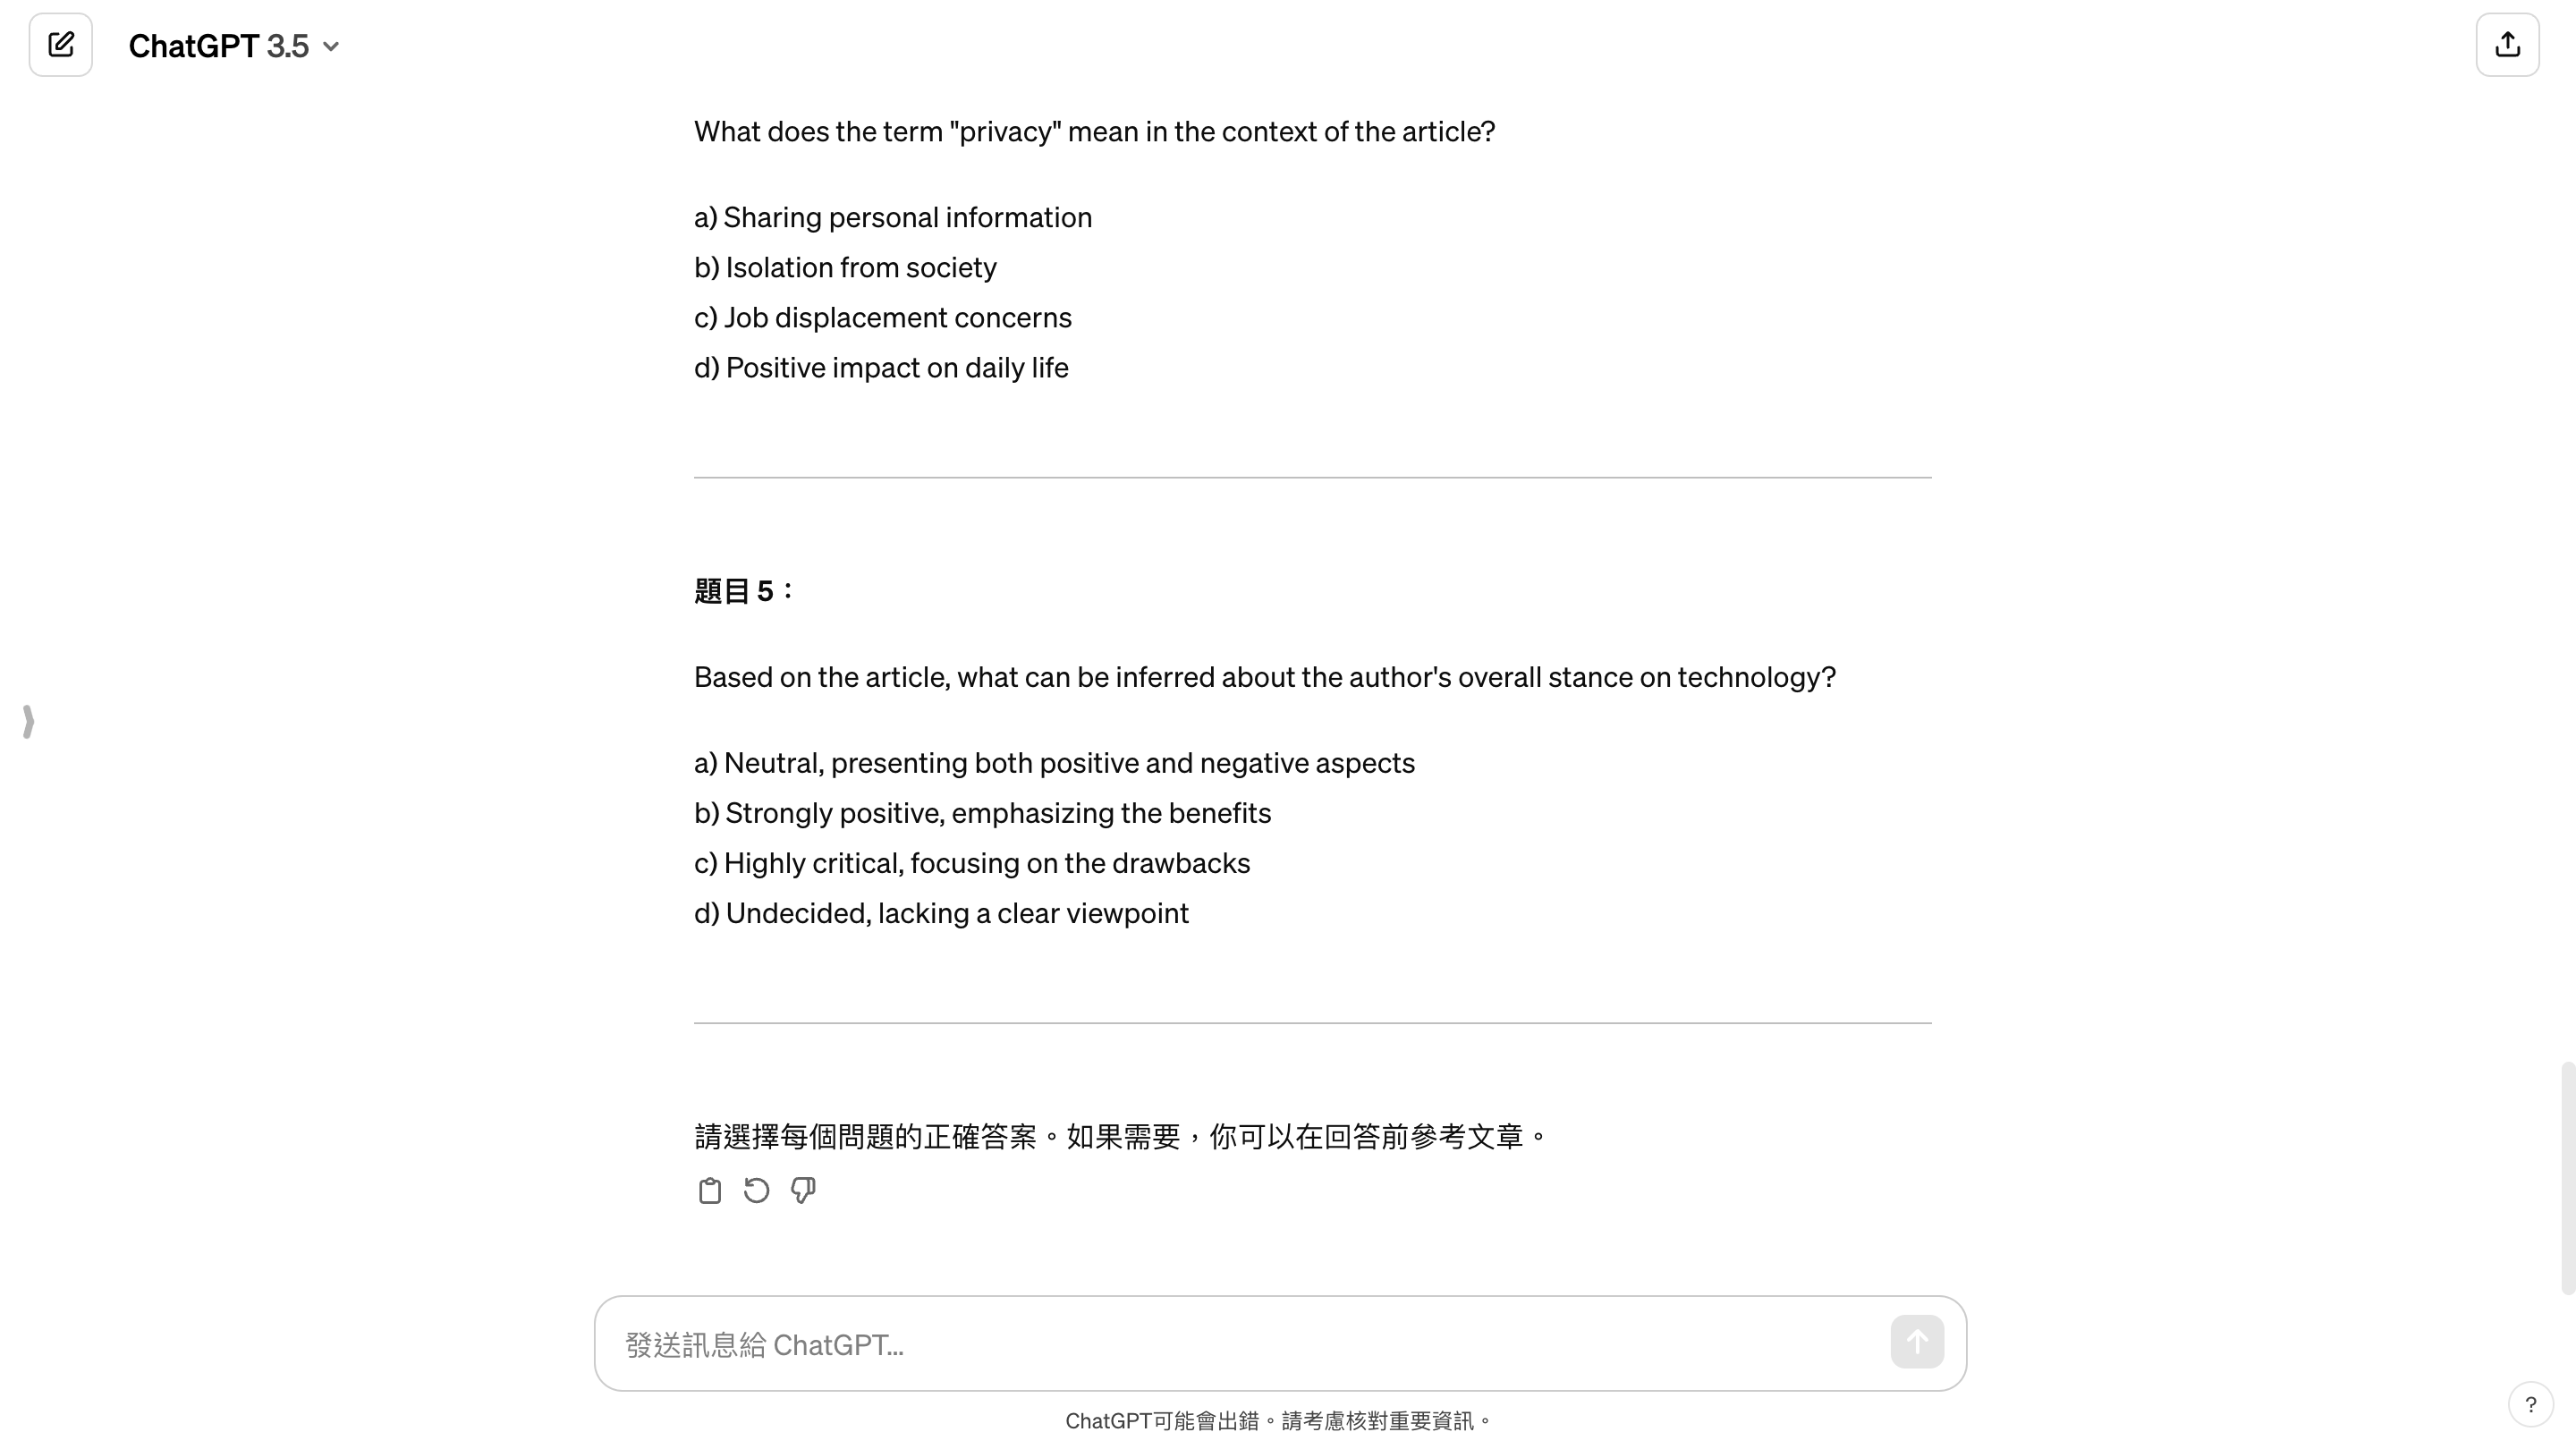 ChatGPT 3.5
What does the term "privacy" mean in the context of the article?
a) Sharing personal information
b) Isolation from society
c) Job displacement concerns
d) Positive impact on daily life
題目 5：
Based on the article, what can be inferred about the author's overall stance on technology?
a) Neutral, presenting both positive and negative aspects
b) Strongly positive, emphasizing the benefits
c) Highly critical, focusing on the drawbacks
d) Undecided, lacking a clear viewpoint
請選擇每個問題的正確答案。如果需要，你可以在回答前參考文章。
發送訊息給 ChatGPT...
ChatGPT可能會出錯。請考慮核對重要資訊。
?